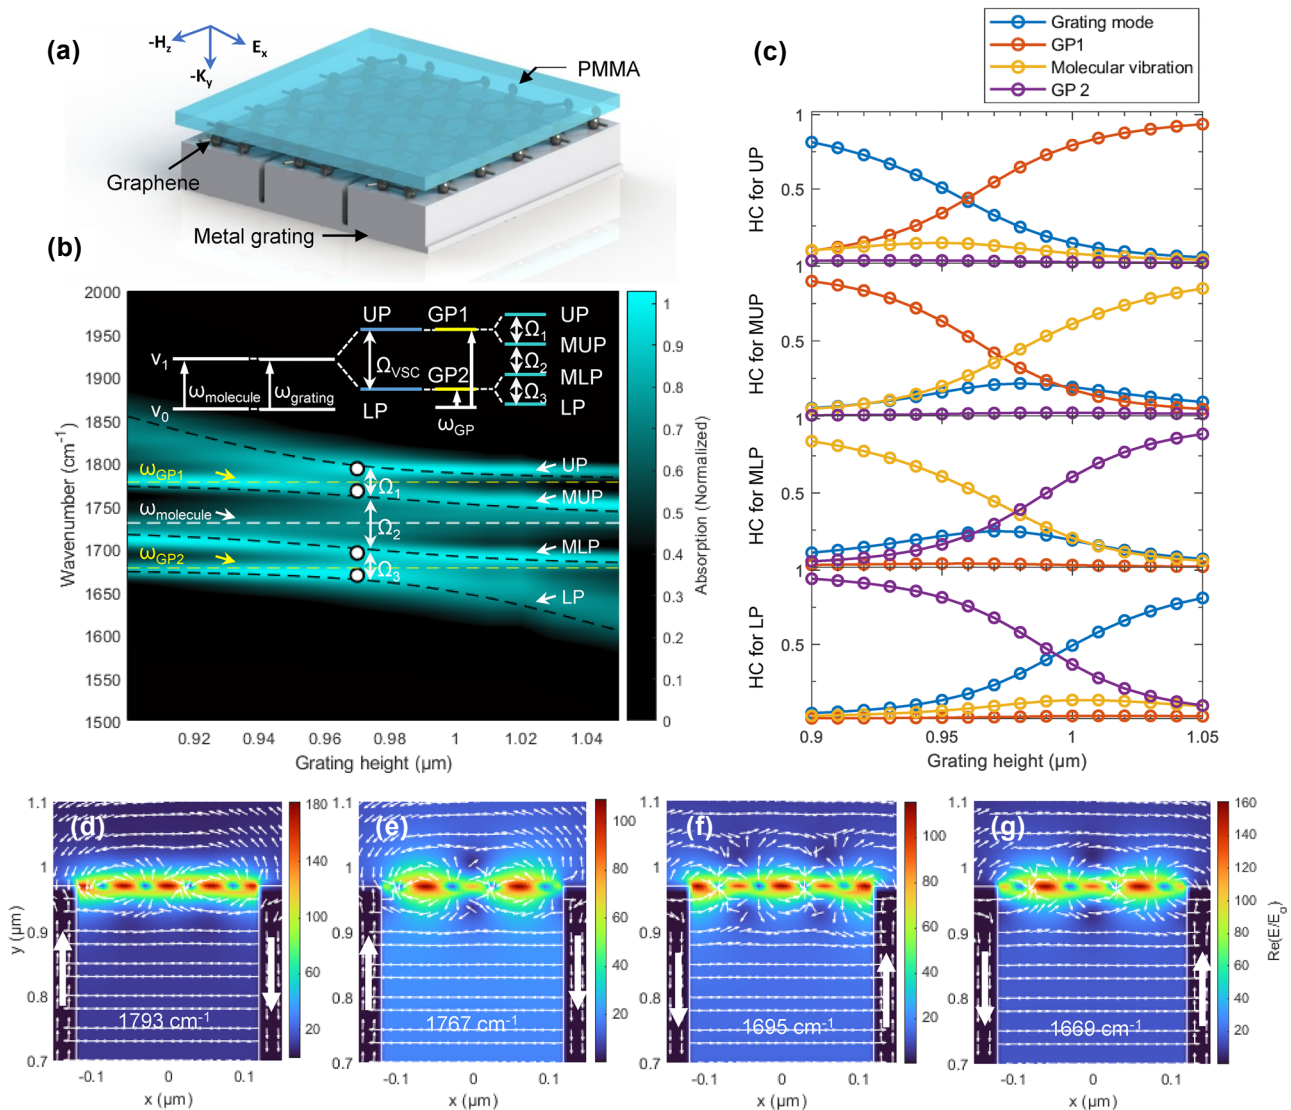 (a)
-H_z
E_x
-K_y
PMMA
Graphene
Metal grating
(b)
2000
1950
1900
1850
1800
1750
1700
1650
1600
1550
1500
Wavenumber (cm⁻¹)
0.92
0.94
0.96
0.98
1
1.02
1.04
Grating height (μm)
v₁
v₀
ω_molecule
ω_grating
UP
Ω_VSC
LP
GP1
GP2
ω_GP
UP
MUP
MLP
LP
Ω₁
Ω₂
Ω₃
ω_GP1
ω_molecule
ω_GP2
Ω₁
Ω₂
Ω₃
UP
MUP
MLP
LP
1
0.9
0.8
0.7
0.6
0.5
0.4
0.3
0.2
0.1
0
Absorption (Normalized)
(c)
Grating mode
GP1
Molecular vibration
GP 2
1
0.5
HC for UP
1
0.5
HC for MUP
1
0.5
HC for MLP
1
0.5
HC for LP
0.9
0.95
1
1.05
Grating height (μm)
(d)
1.1
1
0.9
0.8
0.7
y (μm)
1793 cm⁻¹
-0.1
0
0.1
x (μm)
180
140
100
60
20
(e)
1.1
1
0.9
0.8
0.7
1767 cm⁻¹
-0.1
0
0.1
x (μm)
100
80
60
40
20
(f)
1.1
1
0.9
0.8
0.7
1695 cm⁻¹
-0.1
0
0.1
x (μm)
100
80
60
40
20
(g)
1.1
1
0.9
0.8
0.7
1669 cm⁻¹
-0.1
0
0.1
x (μm)
160
140
120
100
80
60
40
20
Re(E/E₀)